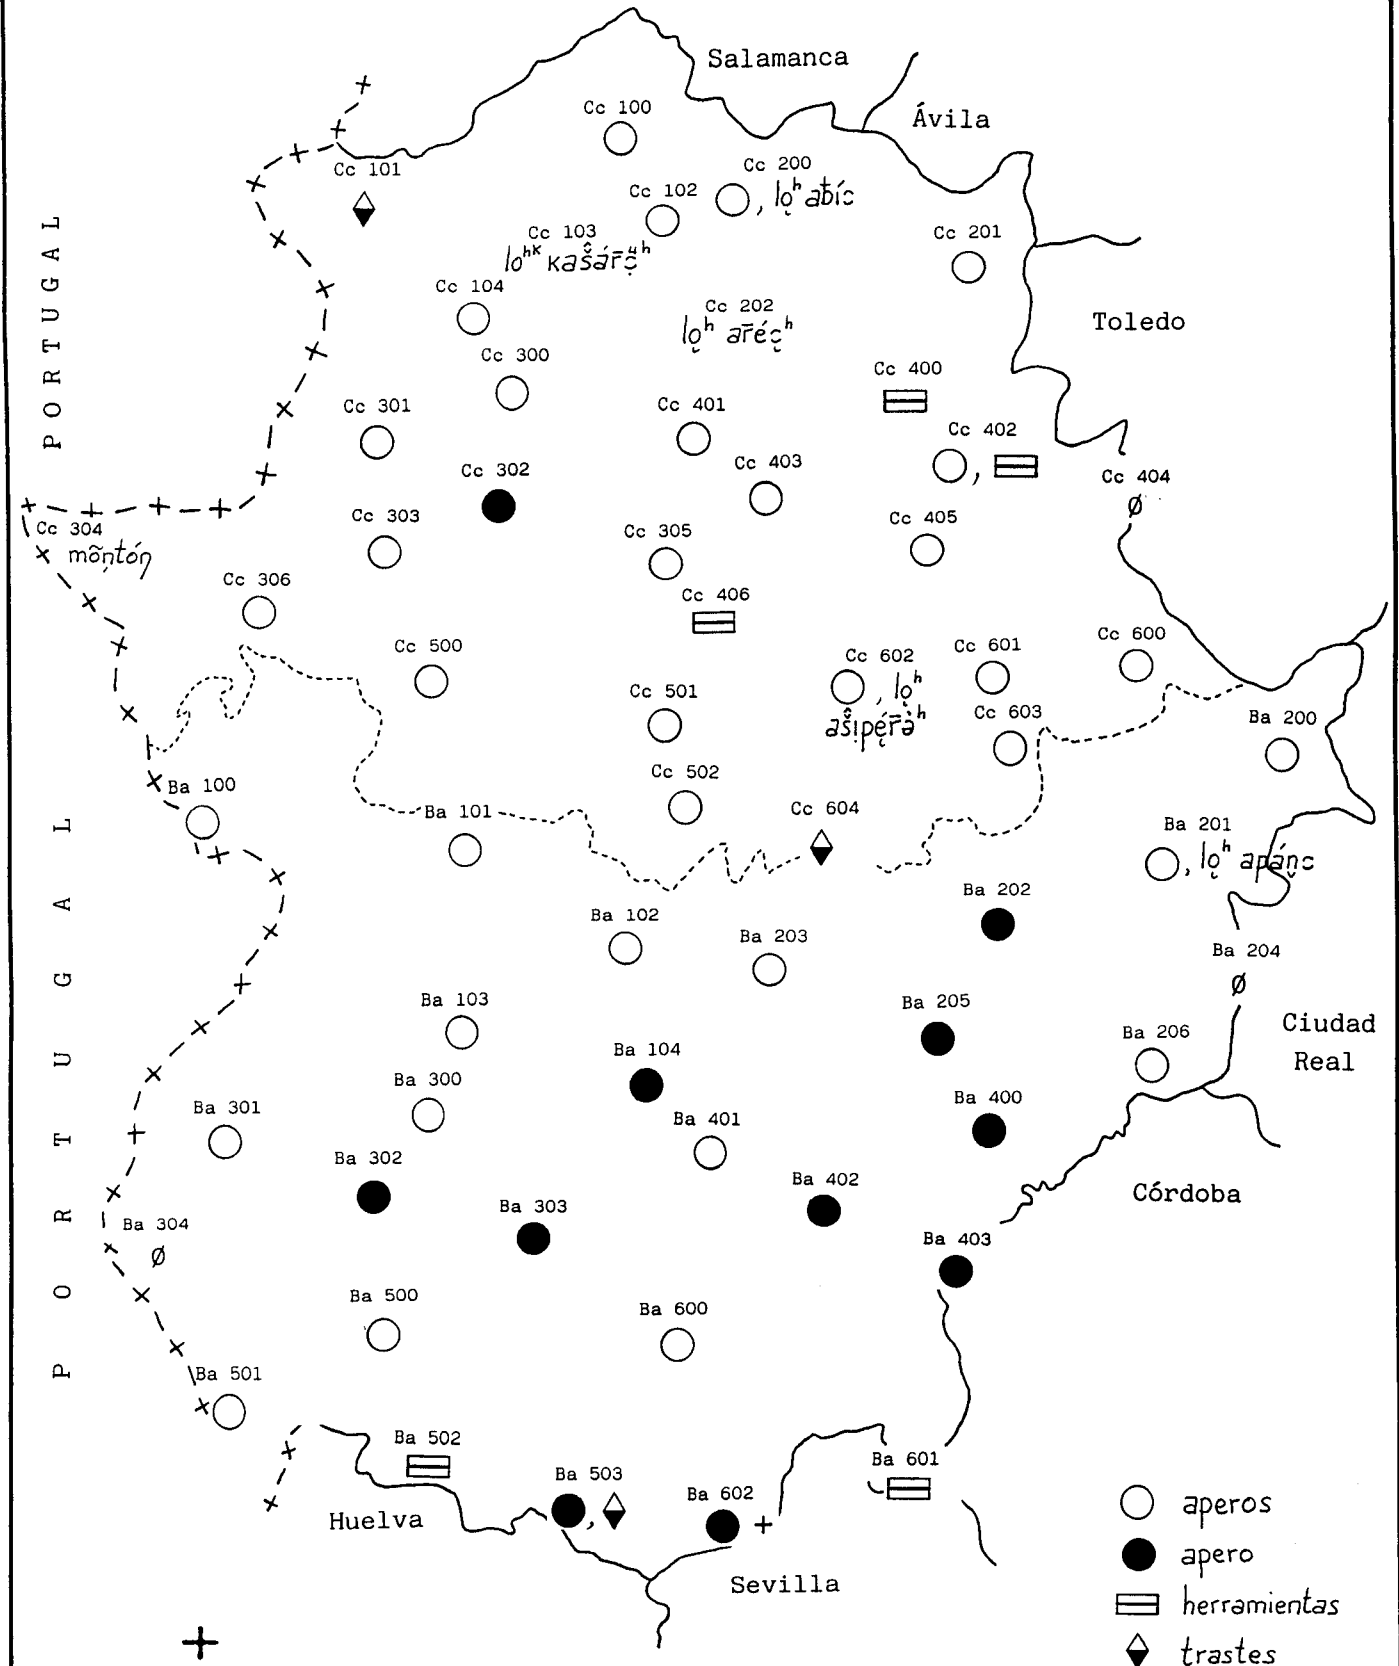 Salamanca
Cc 100
Ávila
Cc 101
Cc 200
, lo̯ʰ abíc
Cc 102
Cc 103
Cc 201
Cc 104
Cc 202
Toledo
Cc 300
Cc 400
Cc 301
Cc 401
Cc 402
,
Cc 403
Cc 302
Cc 404
ø
Cc 303
Cc 405
Cc 304
mõntón
Cc 305
Cc 306
Cc 406
Cc 500
Cc 602
, lo̯ʰ
Cc 601
Cc 600
Cc 501
Cc 603
Ba 200
Cc 502
Ba 100
Ba 101
Cc 604
Ba 201
Ba 202
Ba 102
Ba 203
Ba 204
ø
Ba 103
Ba 205
Ciudad
Real
Ba 206
Ba 104
Ba 300
Ba 400
Ba 301
Ba 401
Ba 302
Ba 402
Córdoba
Ba 303
Ba 304
ø
Ba 403
Ba 500
Ba 600
Ba 501
Ba 502
Ba 601
Ba 503
,
Ba 602
Huelva
Sevilla
PORTUGAL
PORTUGAL
aperos
apero
herramientas
trastes